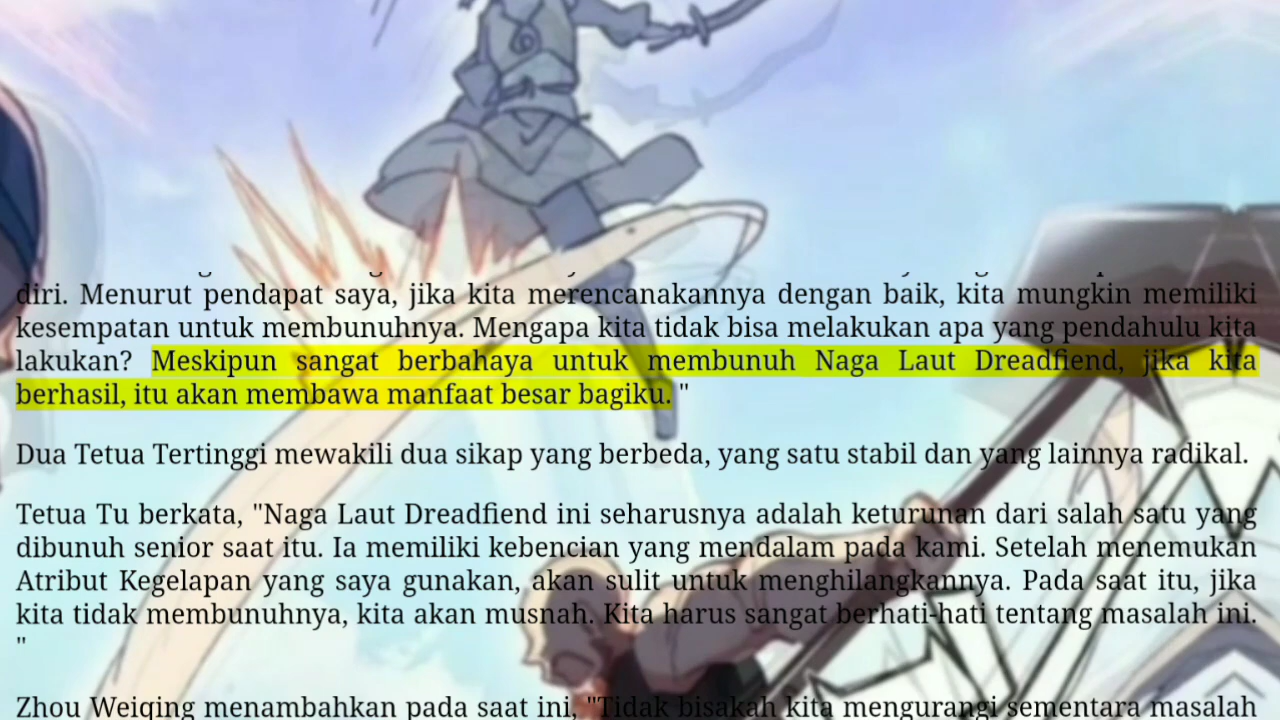 diri. Menurut pendapat saya, jika kita merencanakannya dengan baik, kita mungkin memiliki
kesempatan untuk membunuhnya. Mengapa kita tidak bisa melakukan apa yang pendahulu kita
lakukan? Meskipun sangat berbahaya untuk membunuh Naga Laut Dreadfiend, jika kita
berhasil, itu akan membawa manfaat besar bagiku. "
Dua Tetua Tertinggi mewakili dua sikap yang berbeda, yang satu stabil dan yang lainnya radikal.
Tetua Tu berkata, "Naga Laut Dreadfiend ini seharusnya adalah keturunan dari salah satu yang
dibunuh senior saat itu. Ia memiliki kebencian yang mendalam pada kami. Setelah menemukan
Atribut Kegelapan yang saya gunakan, akan sulit untuk menghilangkannya. Pada saat itu, jika
kita tidak membunuhnya, kita akan musnah. Kita harus sangat berhati-hati tentang masalah ini.
"
Zhou Weiqing menambahkan pada saat ini, "Tidak bisakah kita mengurangi sementara masalah